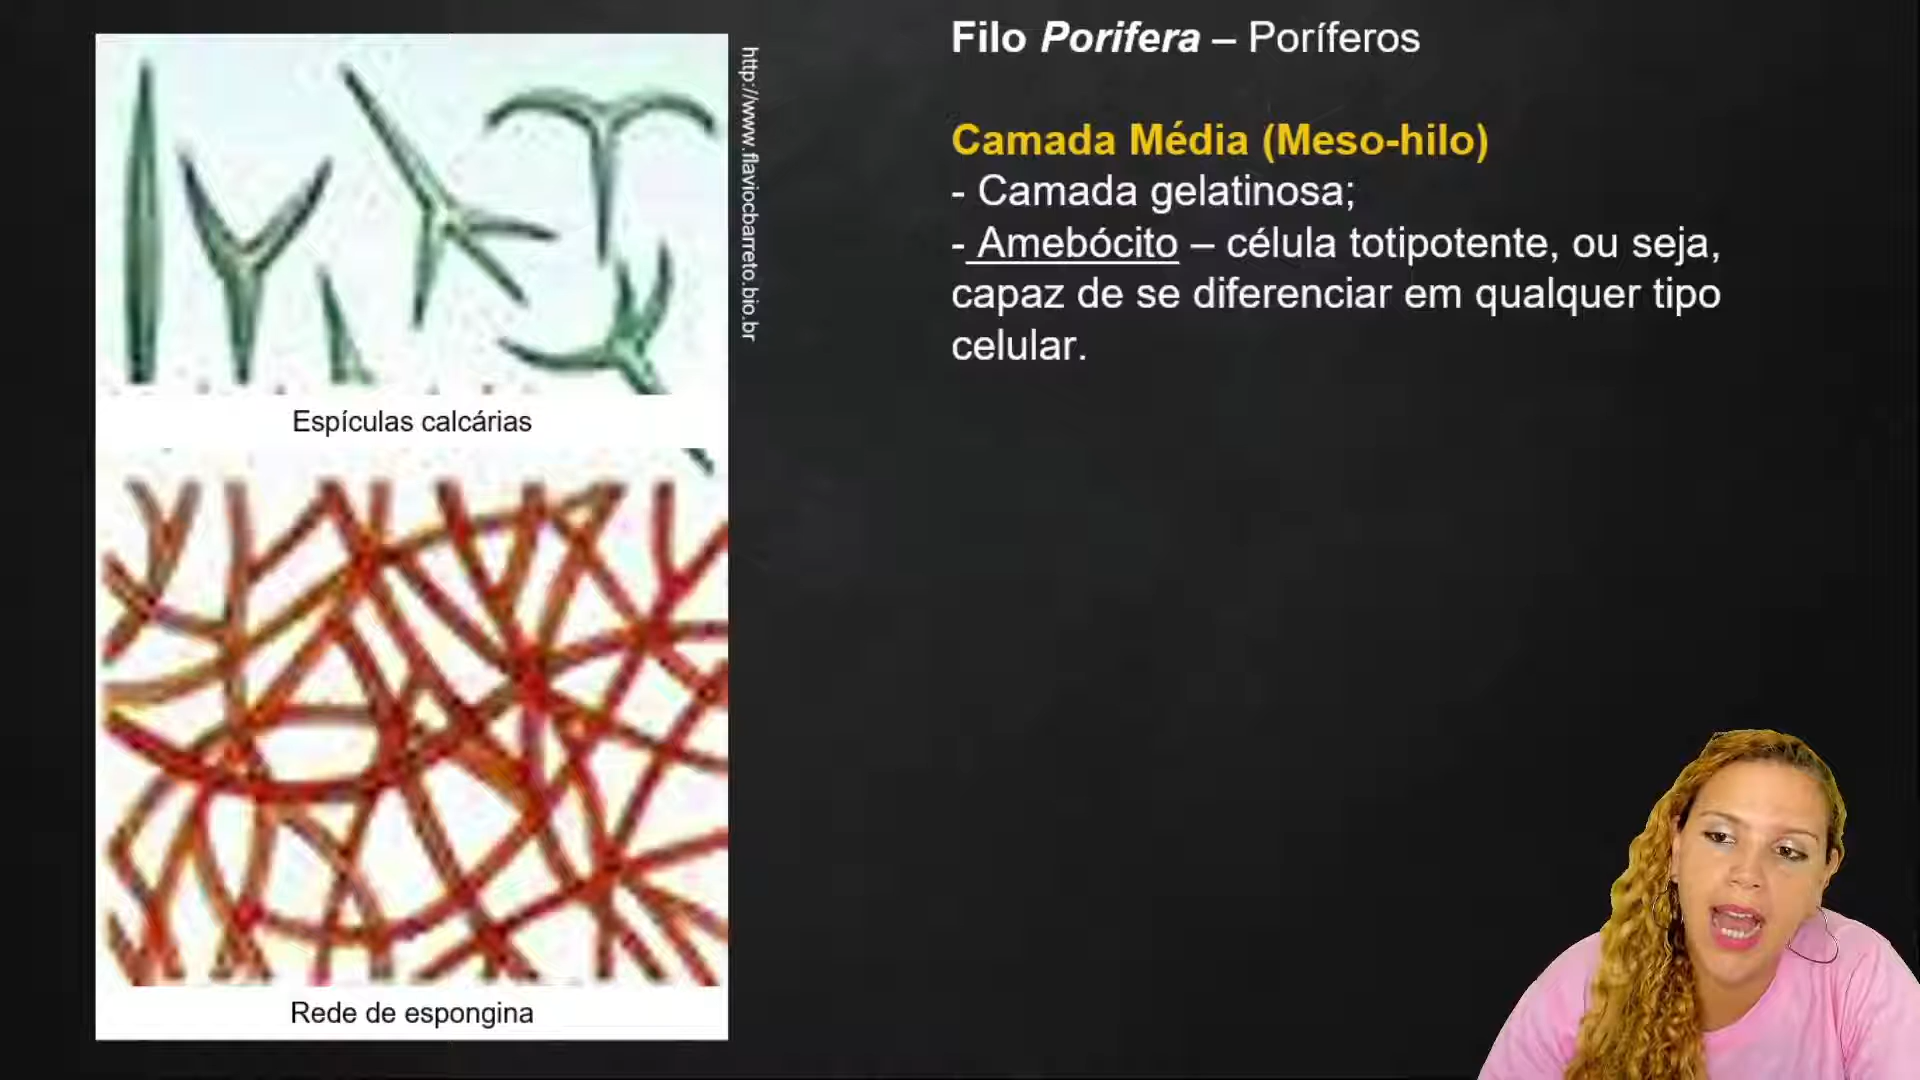 Filo Porifera – Poríferos
Camada Média (Meso-hilo)
- Camada gelatinosa;
- Amebócito – célula totipotente, ou seja,
capaz de se diferenciar em qualquer tipo
celular.
http://www.flaviocbarreto.bio.br
Espículas calcárias
Rede de espongina